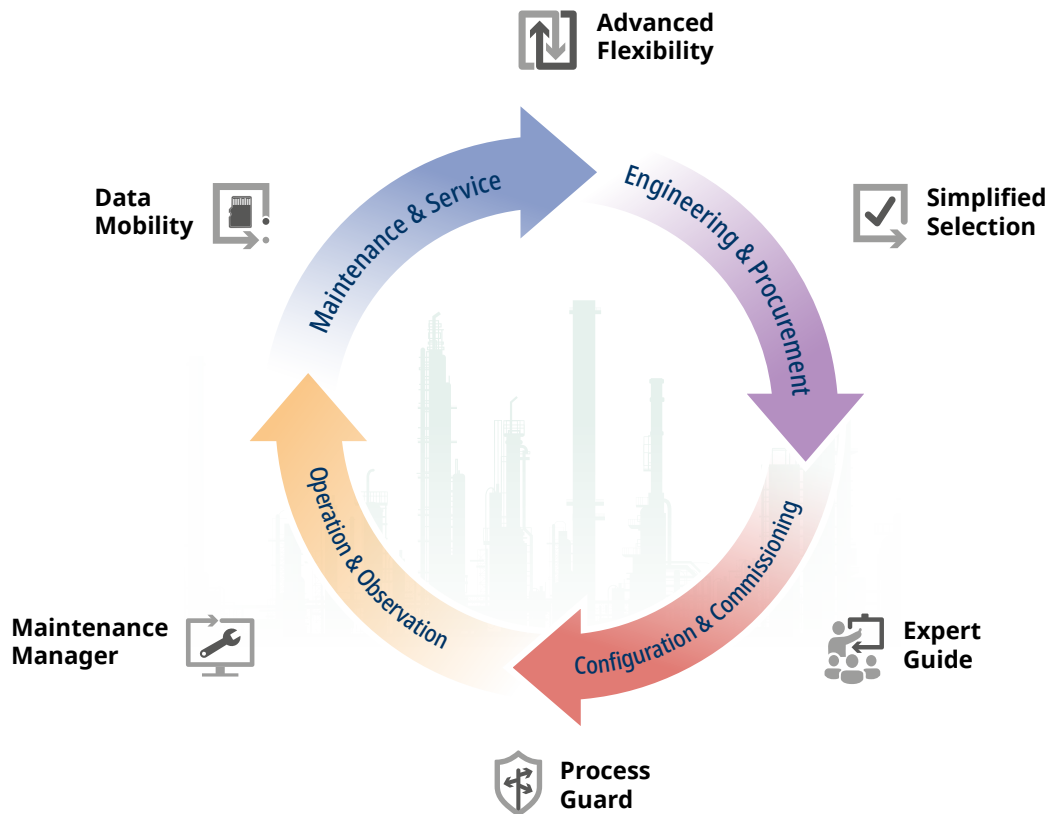 Advanced
Flexibility
Data
Mobility
Simplified
Selection
Maintenance & Service
Engineering & Procurement
Operation & Observation
Configuration & Commissioning
Maintenance
Manager
Expert
Guide
Process
Guard